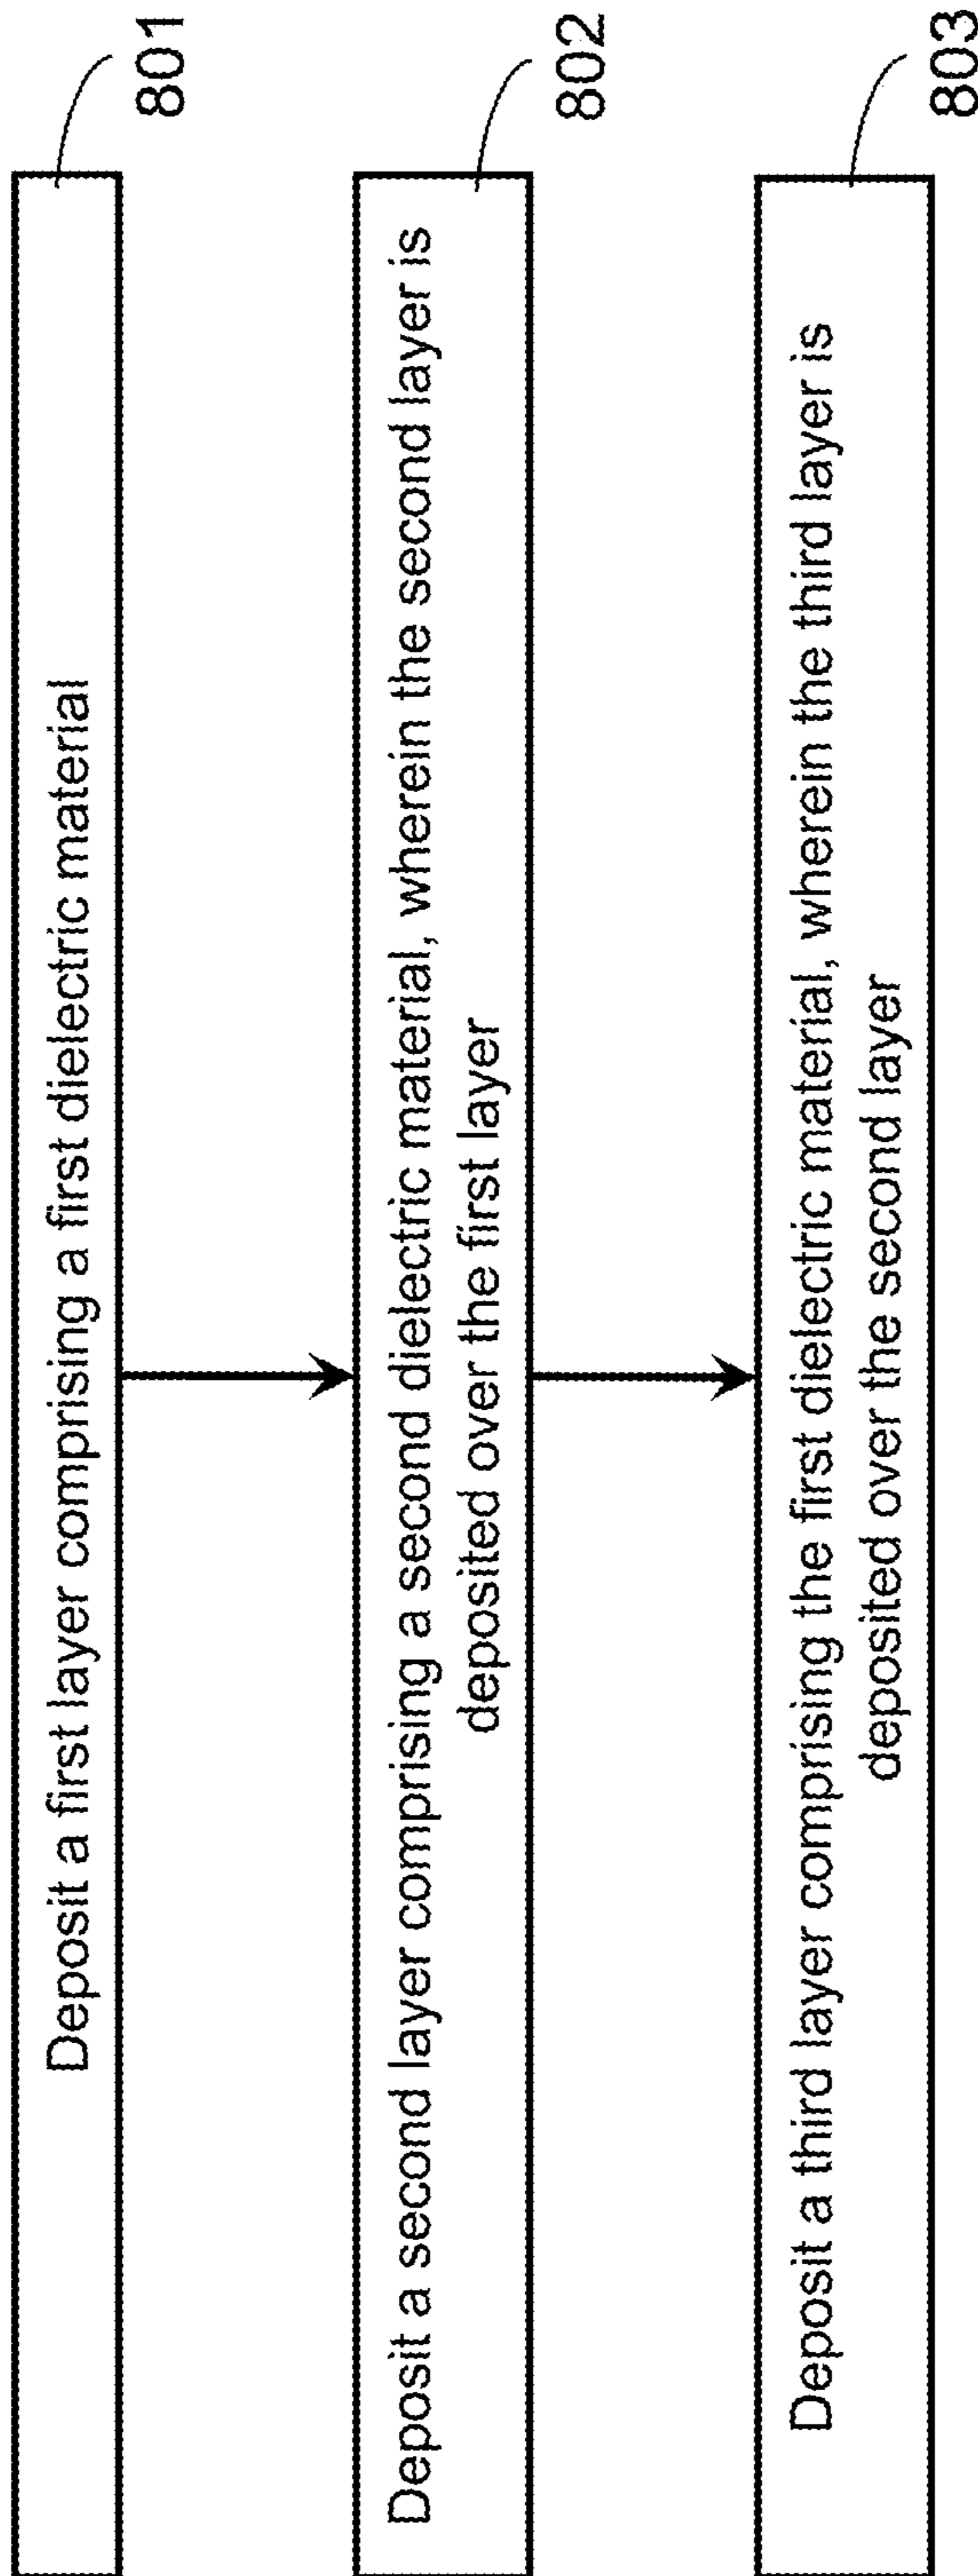 Deposit a first layer comprising a first dielectric material
801
Deposit a second layer comprising a second dielectric material, wherein the second layer is
deposited over the first layer
802
Deposit a third layer comprising the first dielectric material, wherein the third layer is
deposited over the second layer
803